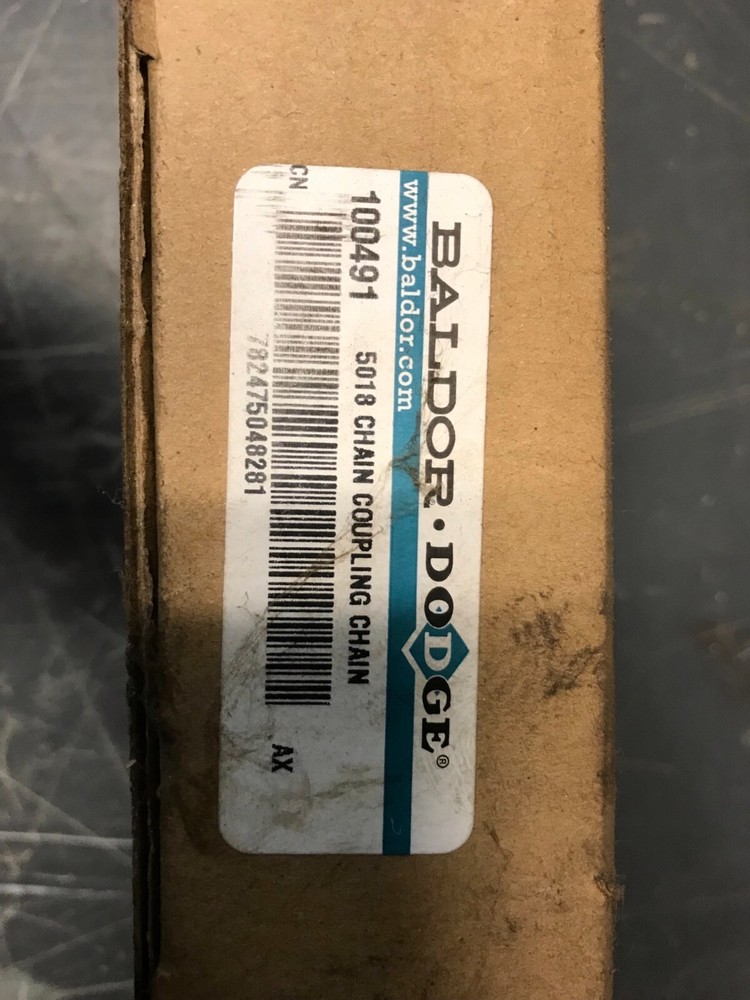 BALDOR·DODGE®
www.baldor.com
100491 5018 CHAIN COUPLING CHAIN
CN AX
782475048281